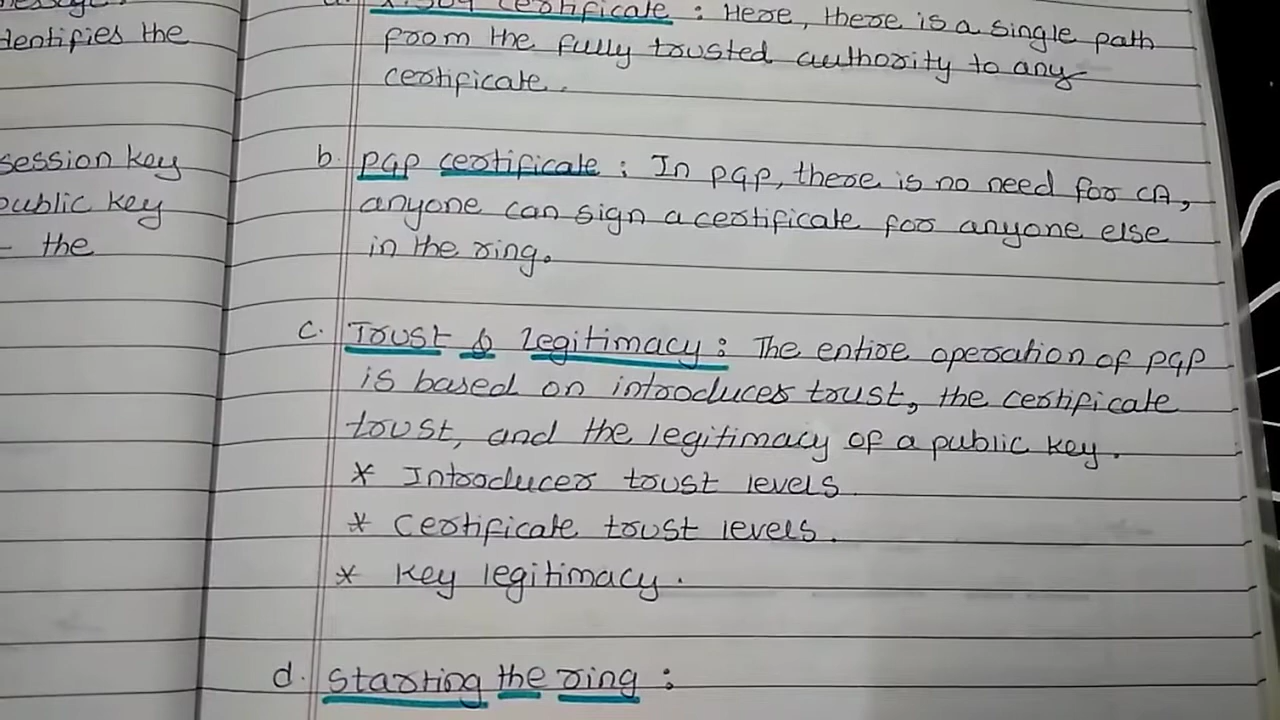 dentifies the
session key
public key
- the
a. X.509 certificate : Here, there is a single path
from the fully trusted authority to any
certificate.
b. PGP certificate : In PGP, there is no need for CA,
anyone can sign a certificate for anyone else
in the ring.
c. Trust & Legitimacy : The entire operation of PGP
is based on introducer trust, the certificate
trust, and the legitimacy of a public key.
* Introducer trust levels.
* Certificate trust levels.
* Key legitimacy.
d. Starting the ring :